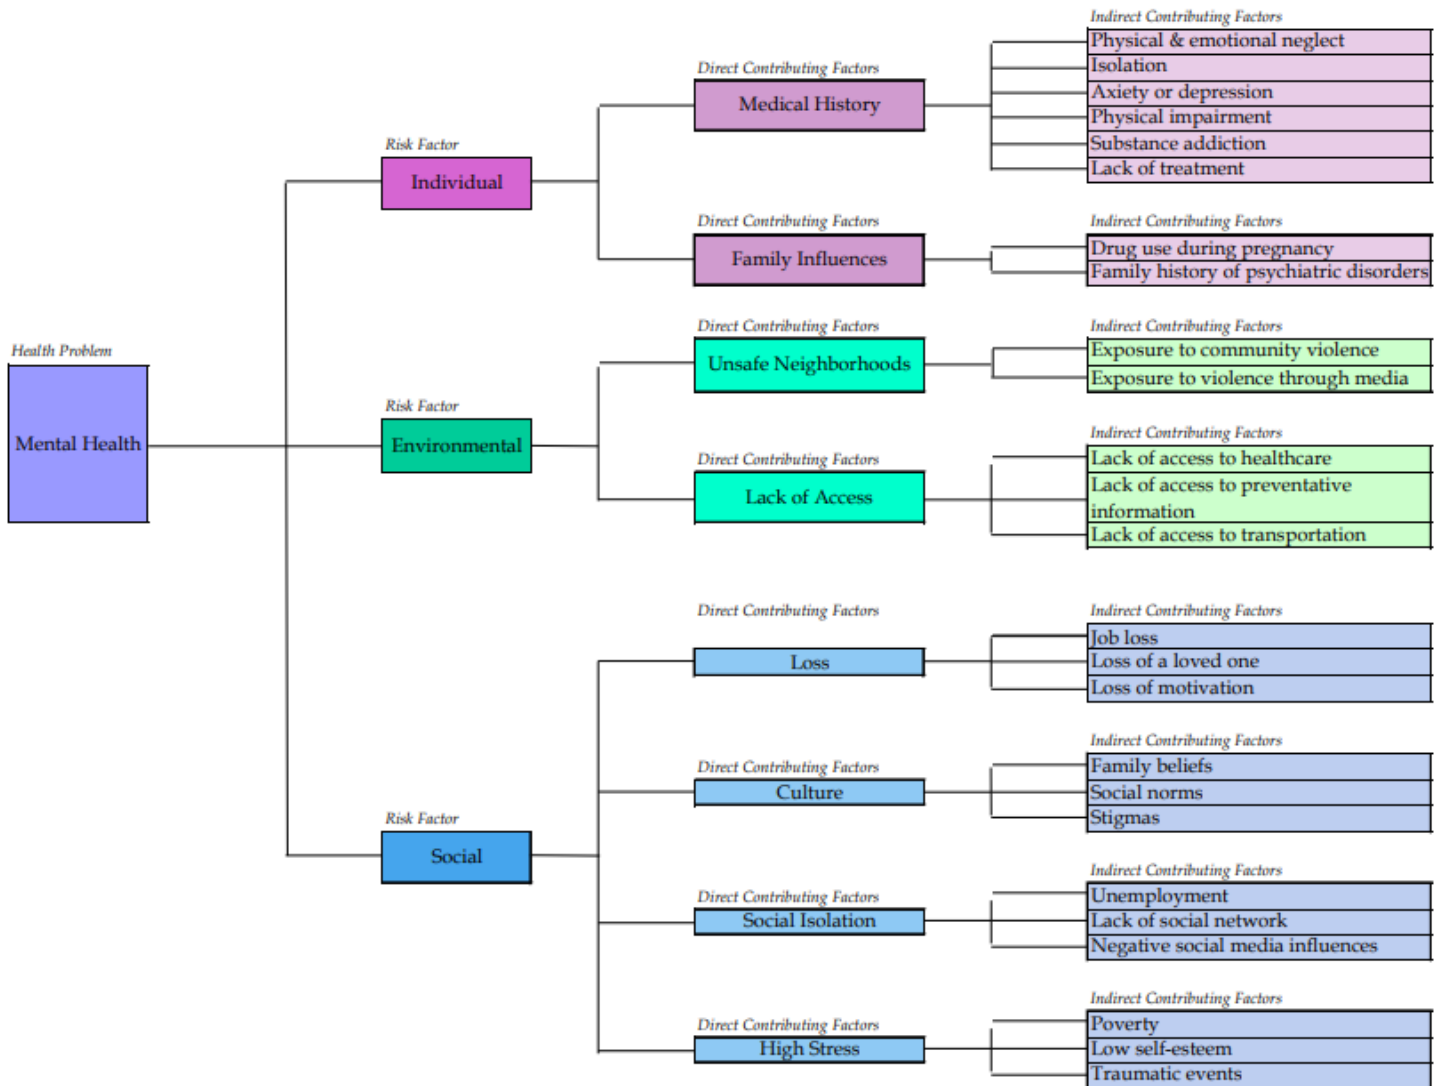 Health Problem
Mental Health
Risk Factor
Individual
Direct Contributing Factors
Medical History
Indirect Contributing Factors
Physical & emotional neglect
Isolation
Axiety or depression
Physical impairment
Substance addiction
Lack of treatment
Direct Contributing Factors
Family Influences
Indirect Contributing Factors
Drug use during pregnancy
Family history of psychiatric disorders
Risk Factor
Environmental
Direct Contributing Factors
Unsafe Neighborhoods
Indirect Contributing Factors
Exposure to community violence
Exposure to violence through media
Direct Contributing Factors
Lack of Access
Indirect Contributing Factors
Lack of access to healthcare
Lack of access to preventative
information
Lack of access to transportation
Risk Factor
Social
Direct Contributing Factors
Loss
Indirect Contributing Factors
Job loss
Loss of a loved one
Loss of motivation
Direct Contributing Factors
Culture
Indirect Contributing Factors
Family beliefs
Social norms
Stigmas
Direct Contributing Factors
Social Isolation
Indirect Contributing Factors
Unemployment
Lack of social network
Negative social media influences
Direct Contributing Factors
High Stress
Indirect Contributing Factors
Poverty
Low self-esteem
Traumatic events